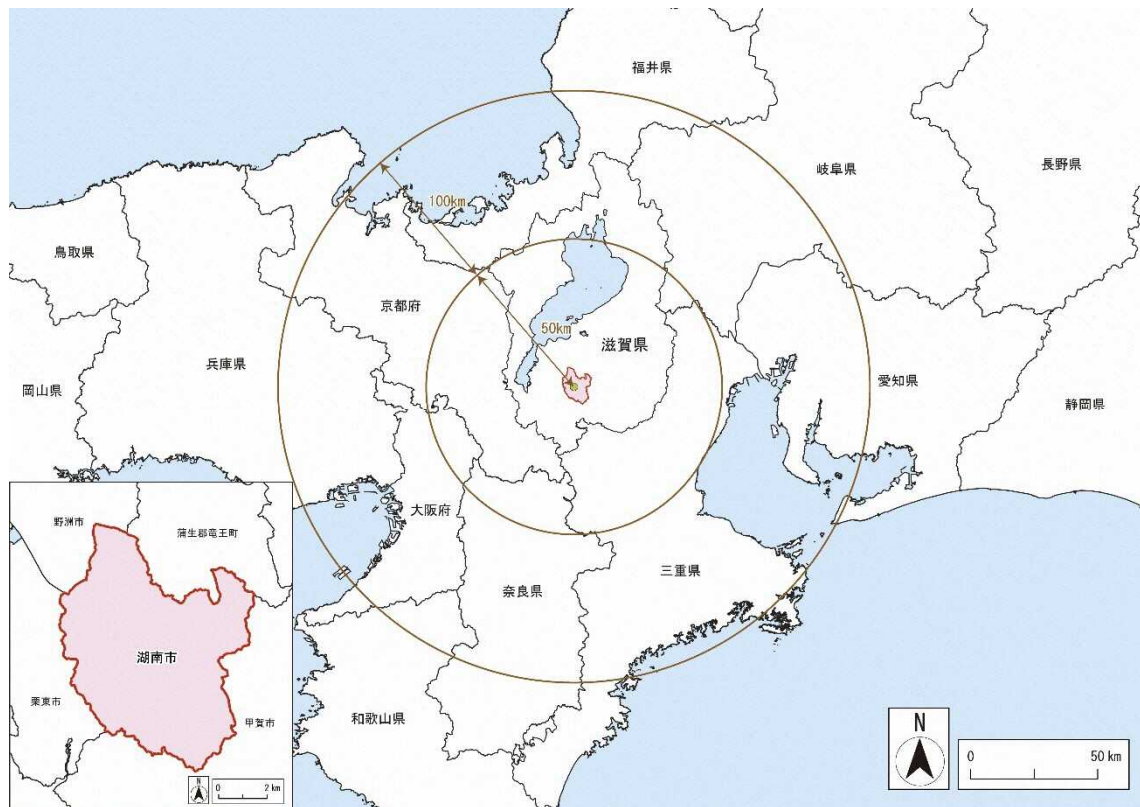 福井県
岐阜県
長野県
鳥取県
100km
京都府
兵庫県
50km
滋賀県
岡山県
愛知県
静岡県
大阪府
奈良県
三重県
和歌山県
野洲市
蒲生郡竜王町
湖南市
栗東市
甲賀市
N
0 2 km
N
0 50 km